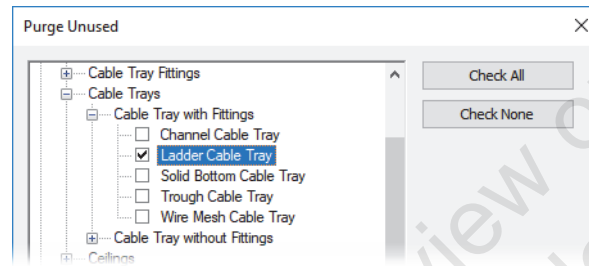 Purge Unused
Cable Tray Fittings
Check All
Cable Trays
Cable Tray with Fittings
Check None
Channel Cable Tray
Ladder Cable Tray
Solid Bottom Cable Tray
Trough Cable Tray
Wire Mesh Cable Tray
Cable Tray without Fittings
Ceilings
view o